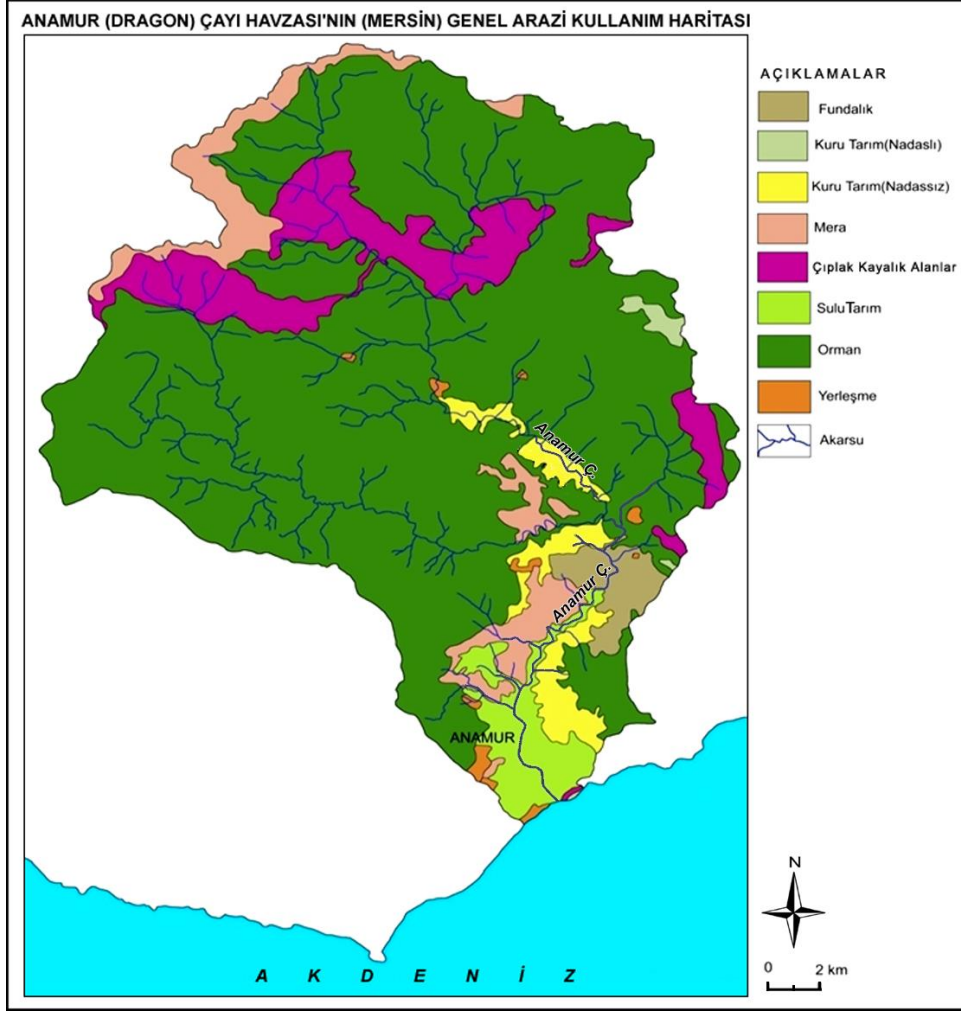 ANAMUR (DRAGON) ÇAYI HAVZASI'NIN (MERSİN) GENEL ARAZİ KULLANIM HARİTASI
AÇIKLAMALAR
Fundalık
Kuru Tarım(Nadaslı)
Kuru Tarım(Nadassız)
Mera
Çıplak Kayalık Alanlar
SuluTarım
Orman
Yerleşme
Akarsu
Anamur Ç.
Anamur Ç.
ANAMUR
AKDENİZ
N
0 2 km